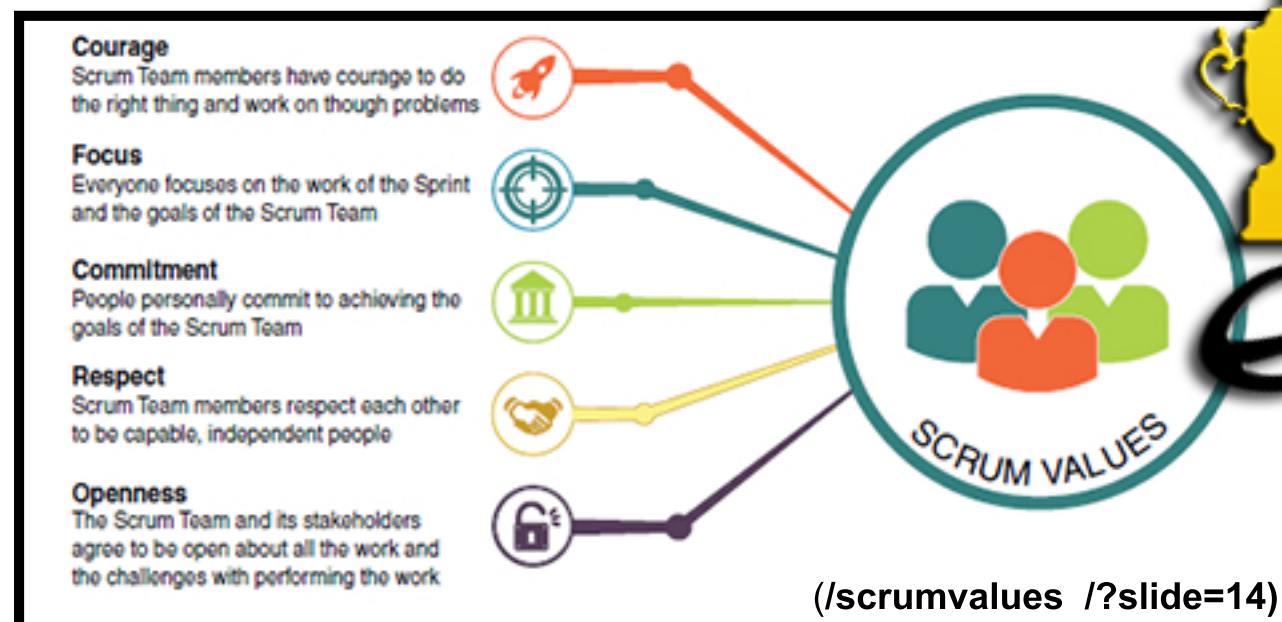 Courage
Scrum Team members have courage to do
the right thing and work on though problems
Focus
Everyone focuses on the work of the Sprint
and the goals of the Scrum Team
Commitment
People personally commit to achieving the
goals of the Scrum Team
Respect
Scrum Team members respect each other
to be capable, independent people
Openness
The Scrum Team and its stakeholders
agree to be open about all the work and
the challenges with performing the work
SCRUM VALUES
(/scrumvalues /?slide=14)